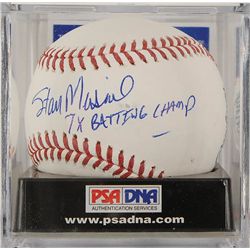 Stan Musial
7X BATTING CHAMP
PSA DNA
AUTHENTICATION SERVICES
www.psadna.com